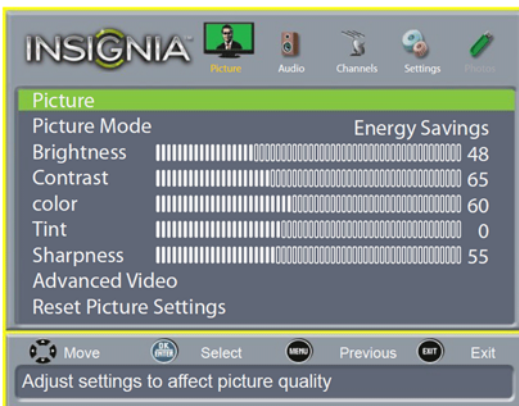 INSIGNIA
Picture Audio Channels Settings Photos
Picture
Picture Mode Energy Savings
Brightness 48
Contrast 65
color 60
Tint 0
Sharpness 55
Advanced Video
Reset Picture Settings
Move OK ENTER Select MENU Previous EXIT Exit
Adjust settings to affect picture quality